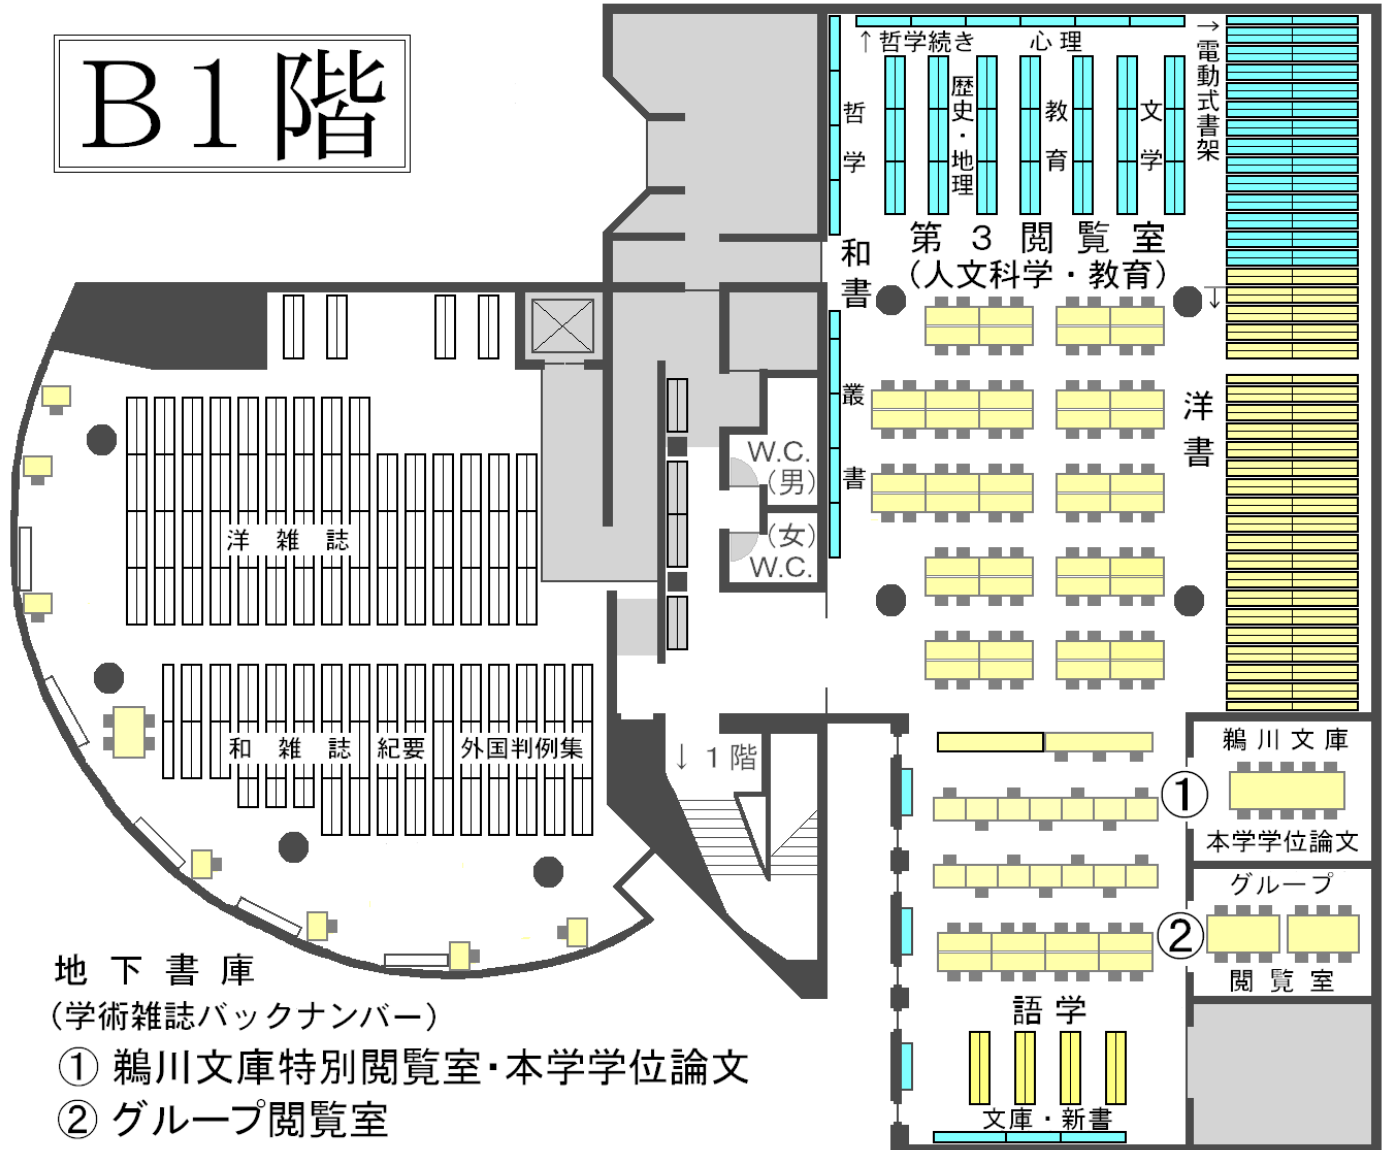 B1階
↑哲学続き
心理
→電動式書架
哲学
歴史・地理
教育
文学
和書
第3閲覧室
(人文科学・教育)
叢書
洋書
W.C.
(男)
(女)
W.C.
洋雑誌
和雑誌
紀要
外国判例集
↓1階
鵜川文庫
①
本学学位論文
グループ
②
閲覧室
語学
文庫・新書
地下書庫
(学術雑誌バックナンバー)
① 鵜川文庫特別閲覧室・本学学位論文
② グループ閲覧室